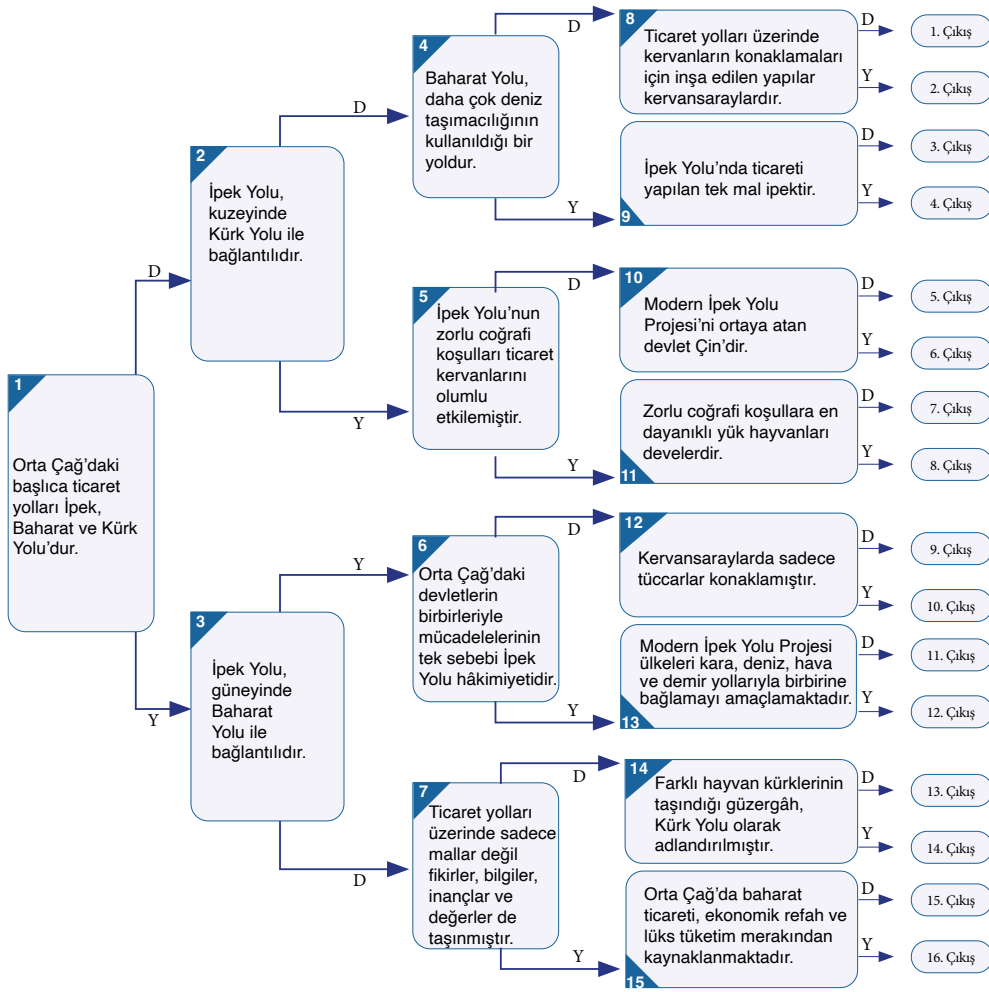 1
Orta Çağ’daki
başlıca ticaret
yolları İpek,
Baharat ve Kürk
Yolu’dur.
D
Y
2
İpek Yolu,
kuzeyinde
Kürk Yolu ile
bağlantılıdır.
D
Y
3
İpek Yolu,
güneyinde
Baharat
Yolu ile
bağlantılıdır.
Y
D
4
Baharat Yolu,
daha çok deniz
taşımacılığının
kullanıldığı bir
yoldur.
D
Y
5
İpek Yolu’nun
zorlu coğrafi
koşulları ticaret
kervanlarını
olumlu
etkilemiştir.
D
Y
6
Orta Çağ’daki
devletlerin
birbirleriyle
mücadelelerinin
tek sebebi İpek
Yolu hâkimiyetidir.
D
Y
7
Ticaret yolları
üzerinde sadece
mallar değil
fikirler, bilgiler,
inançlar ve
değerler de
taşınmıştır.
D
Y
8
Ticaret yolları üzerinde
kervanların konaklamaları
için inşa edilen yapılar
kervansaraylardır.
D
1. Çıkış
Y
2. Çıkış
İpek Yolu’nda ticareti
yapılan tek mal ipektir.
9
D
3. Çıkış
Y
4. Çıkış
10
Modern İpek Yolu
Projesi’ni ortaya atan
devlet Çin’dir.
D
5. Çıkış
Y
6. Çıkış
Zorlu coğrafi koşullara en
dayanıklı yük hayvanları
develerdir.
11
D
7. Çıkış
Y
8. Çıkış
12
Kervansaraylarda sadece
tüccarlar konaklamıştır.
D
9. Çıkış
Y
10. Çıkış
Modern İpek Yolu Projesi
ülkeleri kara, deniz, hava
ve demir yollarıyla birbirine
bağlamayı amaçlamaktadır.
13
D
11. Çıkış
Y
12. Çıkış
14
Farklı hayvan kürklerinin
taşındığı güzergâh,
Kürk Yolu olarak
adlandırılmıştır.
D
13. Çıkış
Y
14. Çıkış
Orta Çağ’da baharat
ticareti, ekonomik refah ve
lüks tüketim merakından
kaynaklanmaktadır.
15
D
15. Çıkış
Y
16. Çıkış